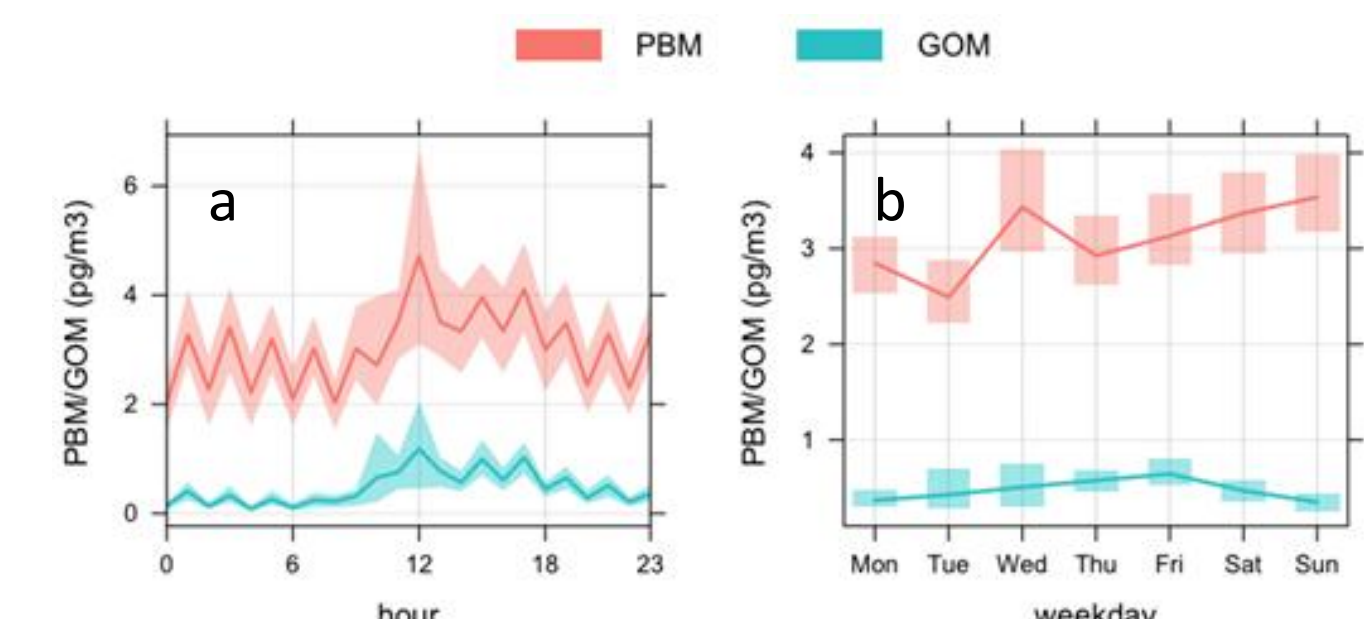 PBM GOM
a
PBM/GOM (pg/m3)
6
4
2
0
0 6 12 18 23
hour
b
PBM/GOM (pg/m3)
4
3
2
1
Mon Tue Wed Thu Fri Sat Sun
weekday